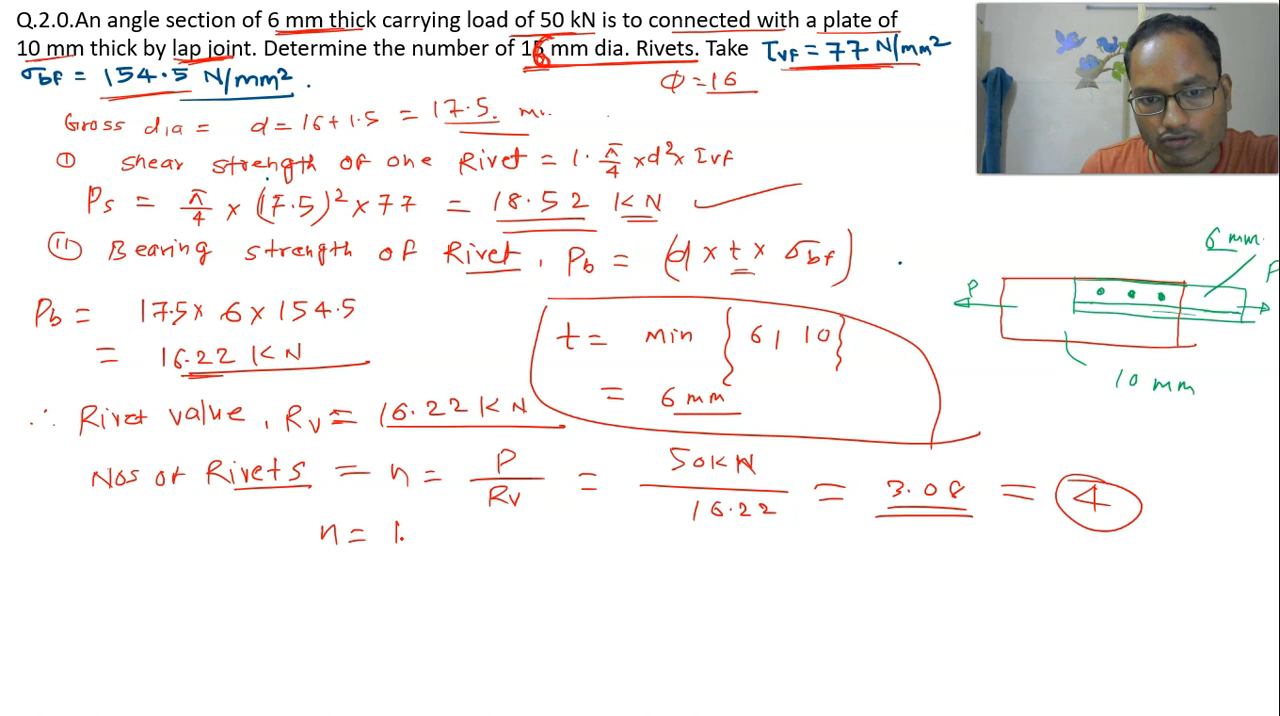 Q.2.0.An angle section of 6 mm thick carrying load of 50 kN is to connected with a plate of
10 mm thick by lap joint. Determine the number of 16 mm dia. Rivets. Take τvf = 77 N/mm²
σbf = 154.5 N/mm².
Φ = 16
Gross dia = d = 16 + 1.5 = 17.5 mm
① Shear strength of one Rivet = 1. π/4 × d² × τvf
Ps = π/4 × (17.5)² × 77 = 18.52 KN
② Bearing strength of Rivet, Pb = (d × t × σbf)
Pb = 17.5 × 6 × 154.5
= 16.22 KN
t = min {6, 10}
= 6 mm
6 mm.
P
P
10 mm
∴ Rivet value, Rv = 16.22 KN
Nos of Rivets = n = P/Rv = 50KN/16.22 = 3.08 = 4
n =